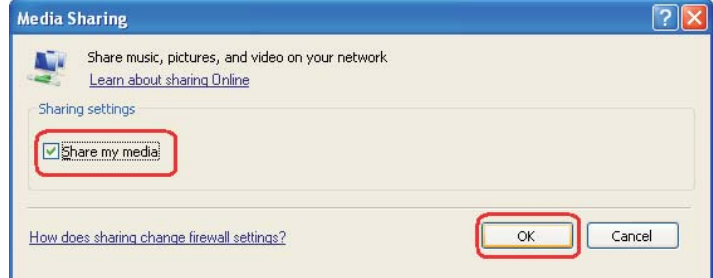 Media Sharing
Share music, pictures, and video on your network
Learn about sharing Online
Sharing settings
Share my media
How does sharing change firewall settings?
OK
Cancel